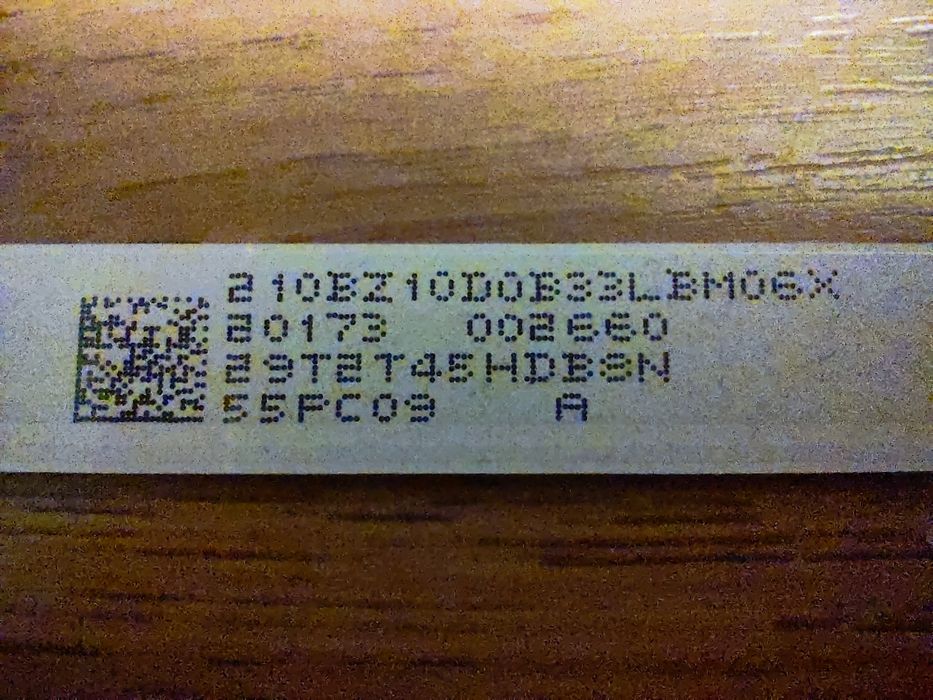 210BZ10D0B33LBM06X
20173 002660
29T2T45HDB8N
55PC09 A